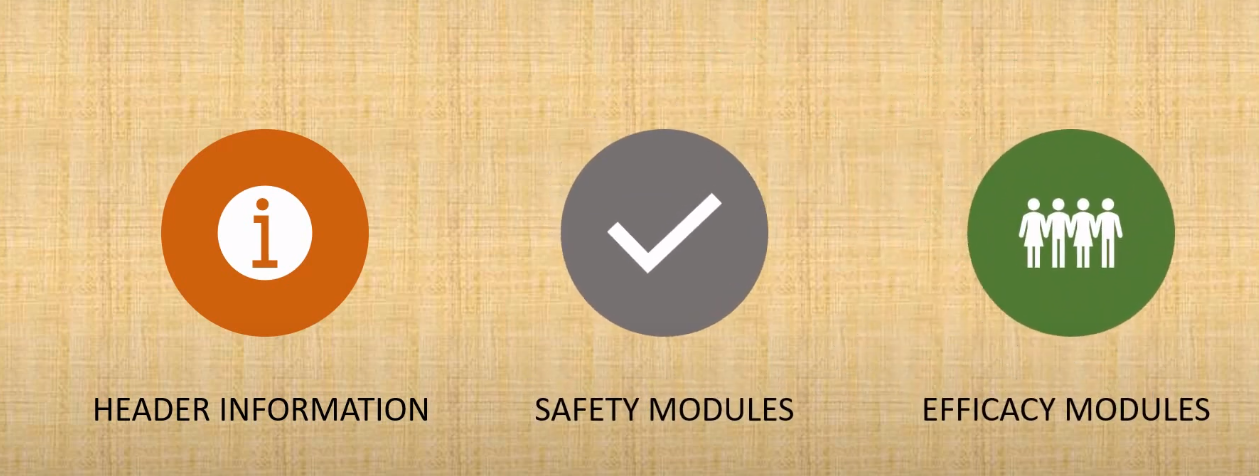 HEADER INFORMATION
SAFETY MODULES
EFFICACY MODULES